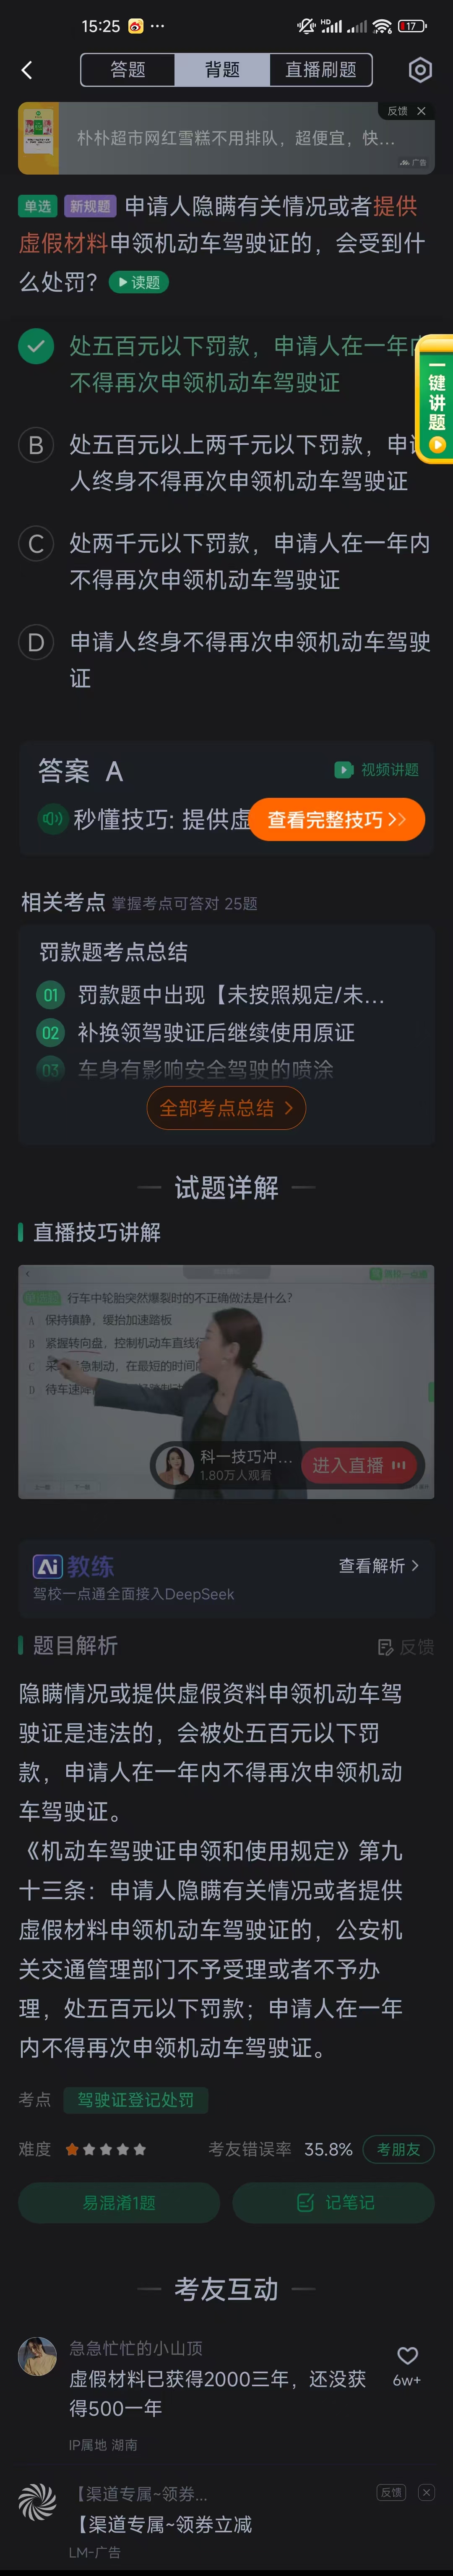 15:25
HD
17
答题
背题
直播刷题
反馈 ×
朴朴超市网红雪糕不用排队，超便宜，快...
广告
单选 新规题 申请人隐瞒有关情况或者提供
虚假材料申领机动车驾驶证的，会受到什
么处罚？ 读题
处五百元以下罚款，申请人在一年内
不得再次申领机动车驾驶证
一键讲题
B 处五百元以上两千元以下罚款，申请
人终身不得再次申领机动车驾驶证
C 处两千元以下罚款，申请人在一年内
不得再次申领机动车驾驶证
D 申请人终身不得再次申领机动车驾驶
证
答案 A
视频讲题
秒懂技巧: 提供虚
查看完整技巧
相关考点 掌握考点可答对 25题
罚款题考点总结
01 罚款题中出现【未按照规定/未...
02 补换领驾驶证后继续使用原证
03 车身有影响安全驾驶的喷涂
全部考点总结
试题详解
直播技巧讲解
行车中轮胎突然爆裂时的不正确做法是什么?
A 保持镇静，缓抬加速踏板
B 紧握转向盘，控制机动车直线行
C 采取紧急制动，在最短的时间内
D 待车速降
科一技巧冲...
1.80万人观看
进入直播
Ai 教练
查看解析
驾校一点通全面接入DeepSeek
题目解析
反馈
隐瞒情况或提供虚假资料申领机动车驾
驶证是违法的，会被处五百元以下罚
款，申请人在一年内不得再次申领机动
车驾驶证。
《机动车驾驶证申领和使用规定》第九
十三条：申请人隐瞒有关情况或者提供
虚假材料申领机动车驾驶证的，公安机
关交通管理部门不予受理或者不予办
理，处五百元以下罚款；申请人在一年
内不得再次申领机动车驾驶证。
考点 驾驶证登记处罚
难度
考友错误率 35.8% 考朋友
易混淆1题
记笔记
考友互动
急急忙忙的小山顶
虚假材料已获得2000三年，还没获
得500一年
6w+
IP属地 湖南
【渠道专属~领券...
反馈 ×
【渠道专属~领券立减
LM-广告